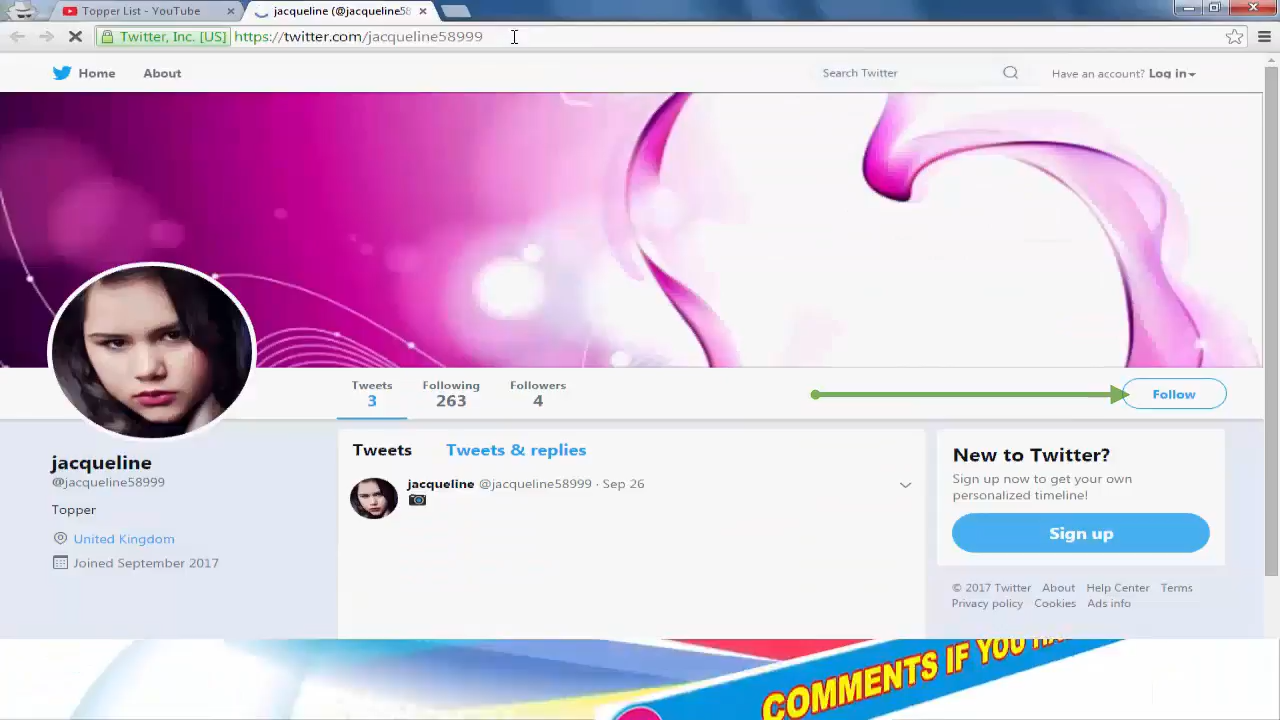 Topper List - YouTube
jacqueline (@jacqueline58
Twitter, Inc. [US] https://twitter.com/jacqueline58999
Home About Search Twitter Have an account? Log in
Tweets Following Followers
3 263 4
Follow
Tweets Tweets & replies
New to Twitter?
Sign up now to get your own
personalized timeline!
Sign up
jacqueline
@jacqueline58999
Topper
United Kingdom
Joined September 2017
jacqueline @jacqueline58999 · Sep 26
© 2017 Twitter About Help Center Terms
Privacy policy Cookies Ads info
COMMENTS IF YOU